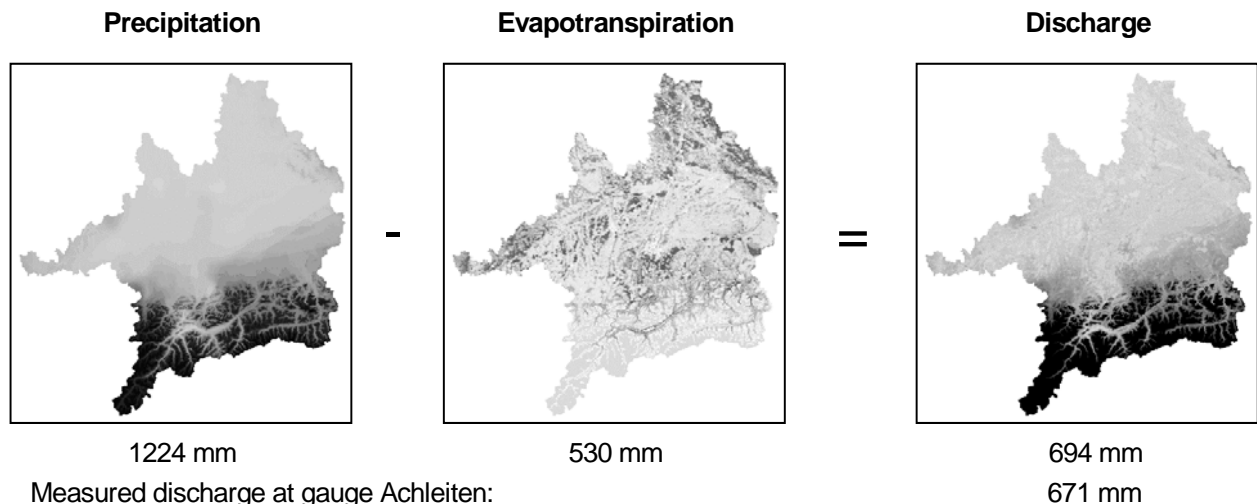 Precipitation Evapotranspiration Discharge
- =
1224 mm 530 mm 694 mm
Measured discharge at gauge Achleiten: 671 mm